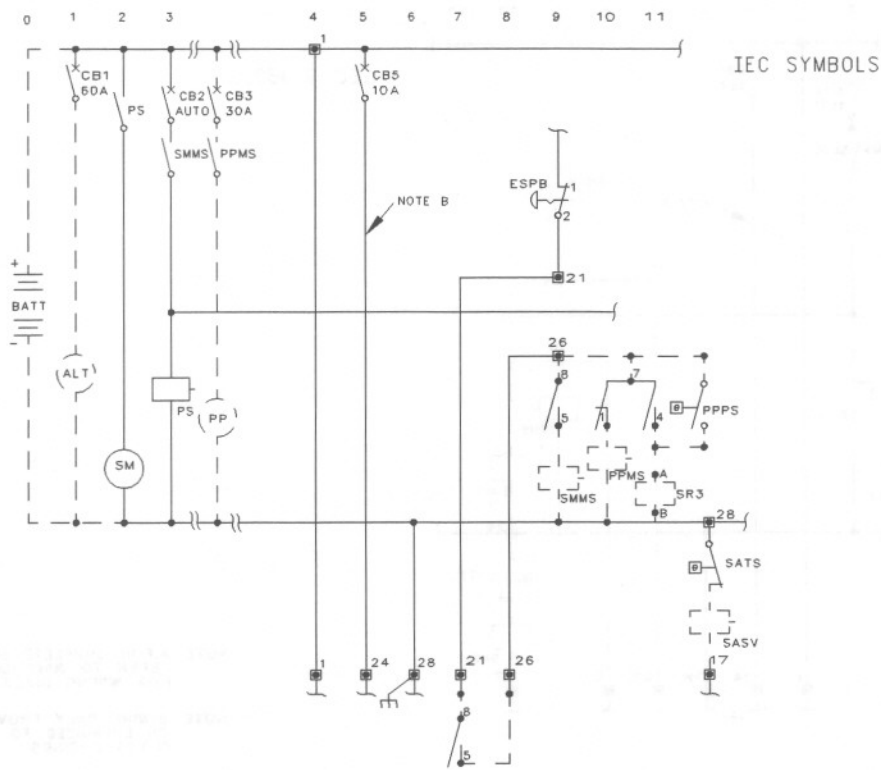 0 1 2 3 4 5 6 7 8 9 10 11
1
IEC SYMBOLS
CB1
60A
PS
CB2
AUTO
CB3
30A
CB5
10A
SMMS
PPMS
NOTE B
ESPB
1
2
21
+
BATT
-
26
8
7
ALT
PS
PP
5
1
4
PPPS
A
SM
SMMS
PPMS
SR3
B
28
SATS
SASV
1
24
28
21
26
17
8
5